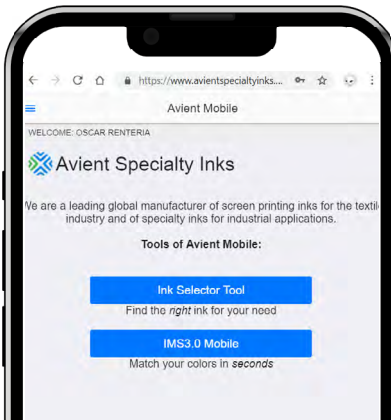 https://www.avientspecialtyinks....
Avient Mobile
WELCOME: OSCAR RENTERIA
Avient Specialty Inks
We are a leading global manufacturer of screen printing inks for the textil
industry and of specialty inks for industrial applications.
Tools of Avient Mobile:
Ink Selector Tool
Find the right ink for your need
IMS3.0 Mobile
Match your colors in seconds